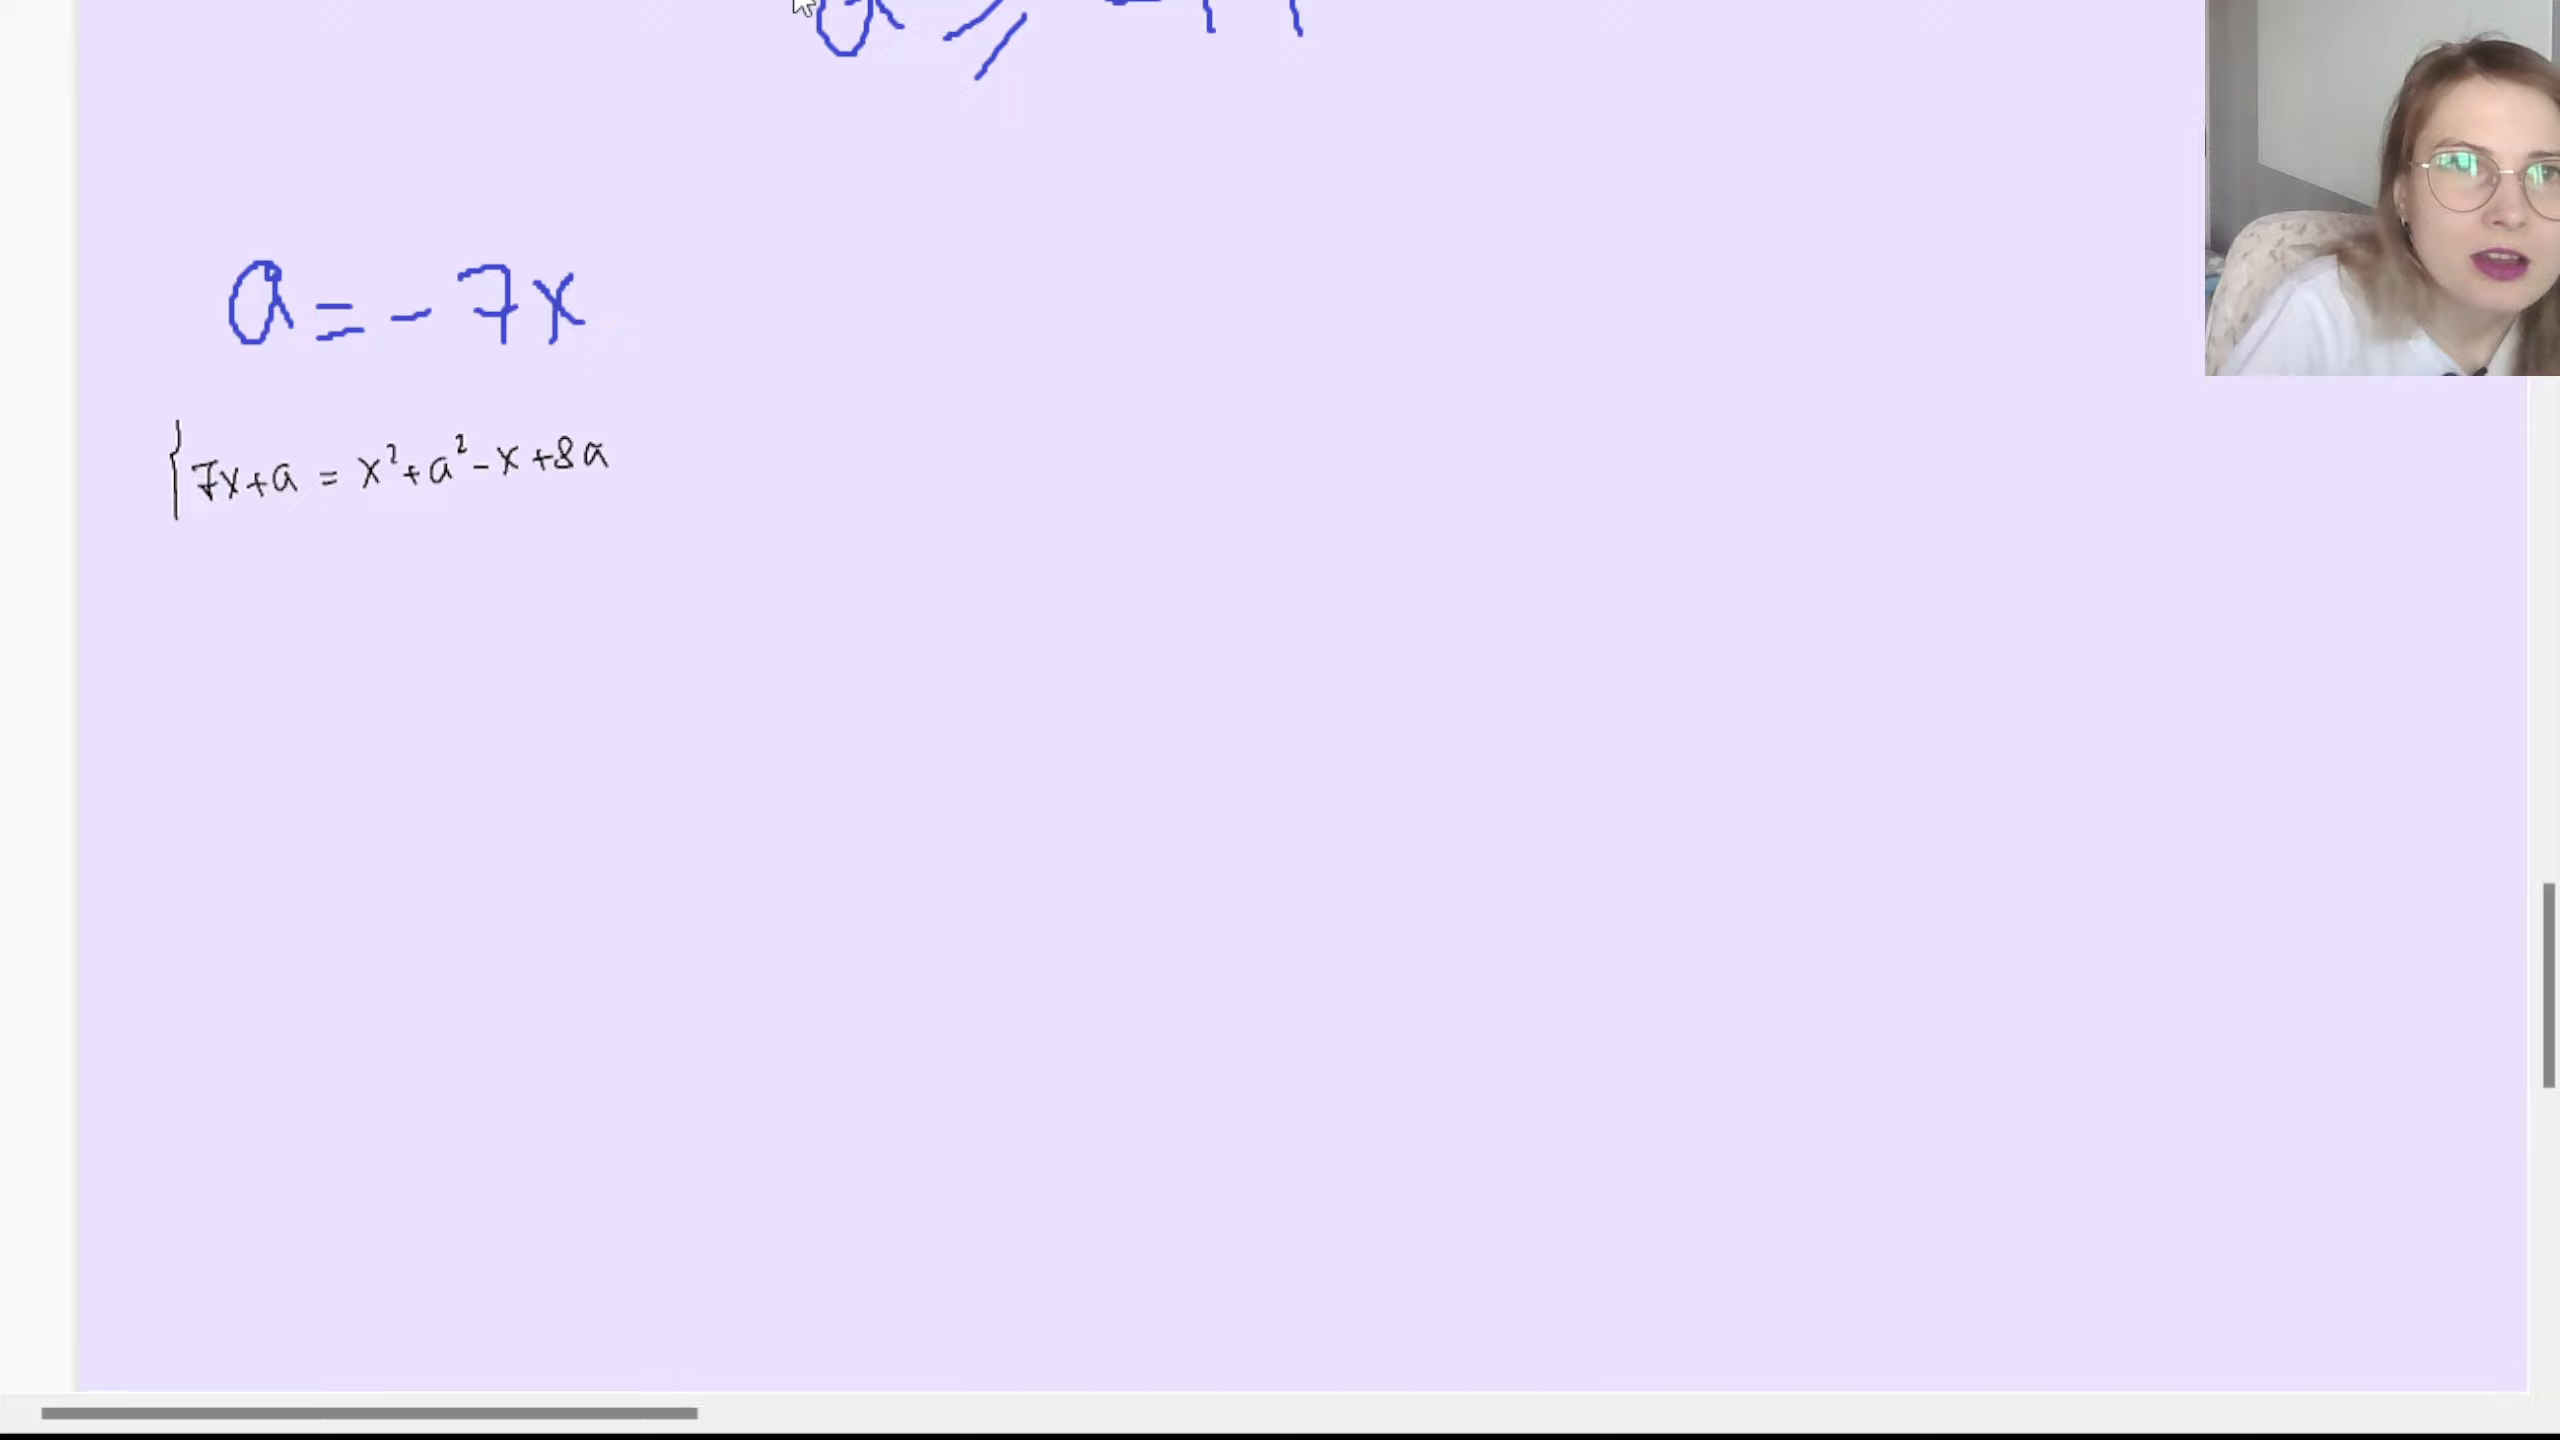 a = - 7x
{ 7x+a = x²+a²-x+8a